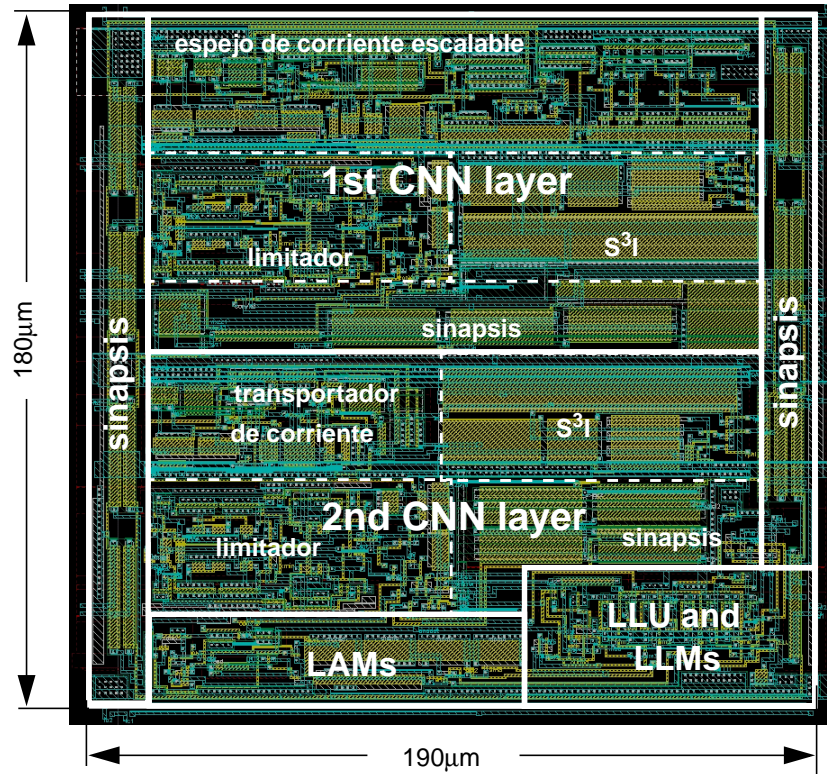 espejo de corriente escalable
1st CNN layer
limitador
S³I
sinapsis
sinapsis
sinapsis
180μm
transportador
de corriente
S³I
2nd CNN layer
limitador
sinapsis
LLU and
LLMs
LAMs
190μm